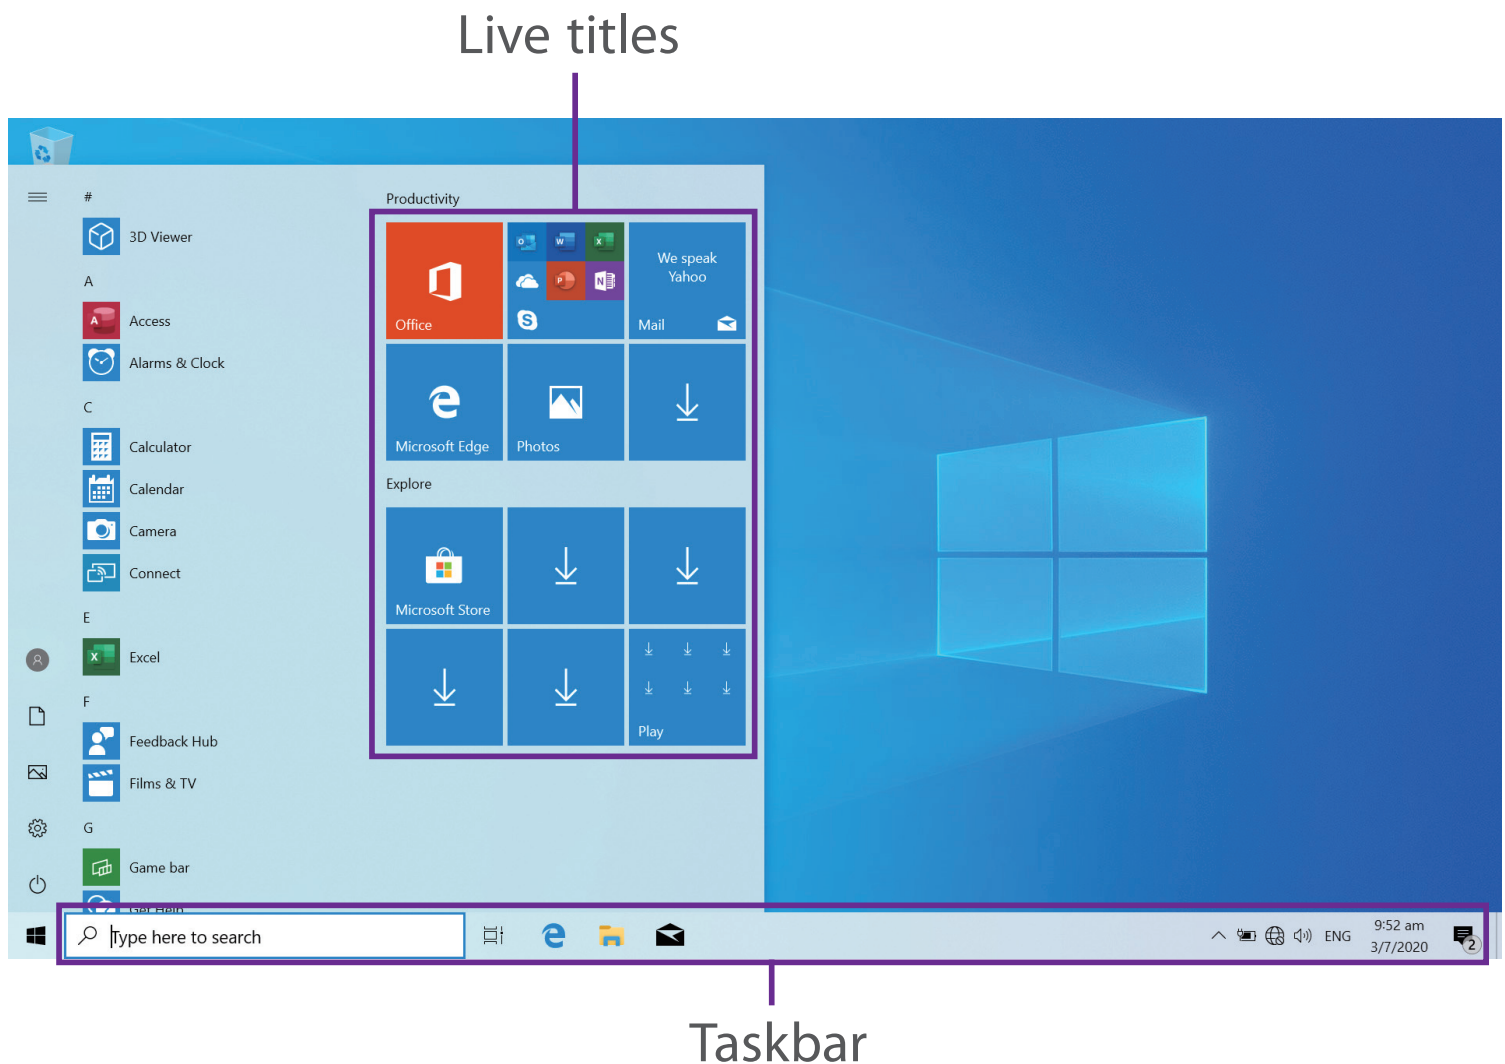 Live titles
#
3D Viewer
A
Access
Alarms & Clock
C
Calculator
Calendar
Camera
Connect
E
Excel
F
Feedback Hub
Films & TV
G
Game bar
Get Help
Productivity
Office
We speak
Yahoo
Mail
Microsoft Edge
Photos
Explore
Microsoft Store
Play
Type here to search
ENG
9:52 am
3/7/2020
2
Taskbar